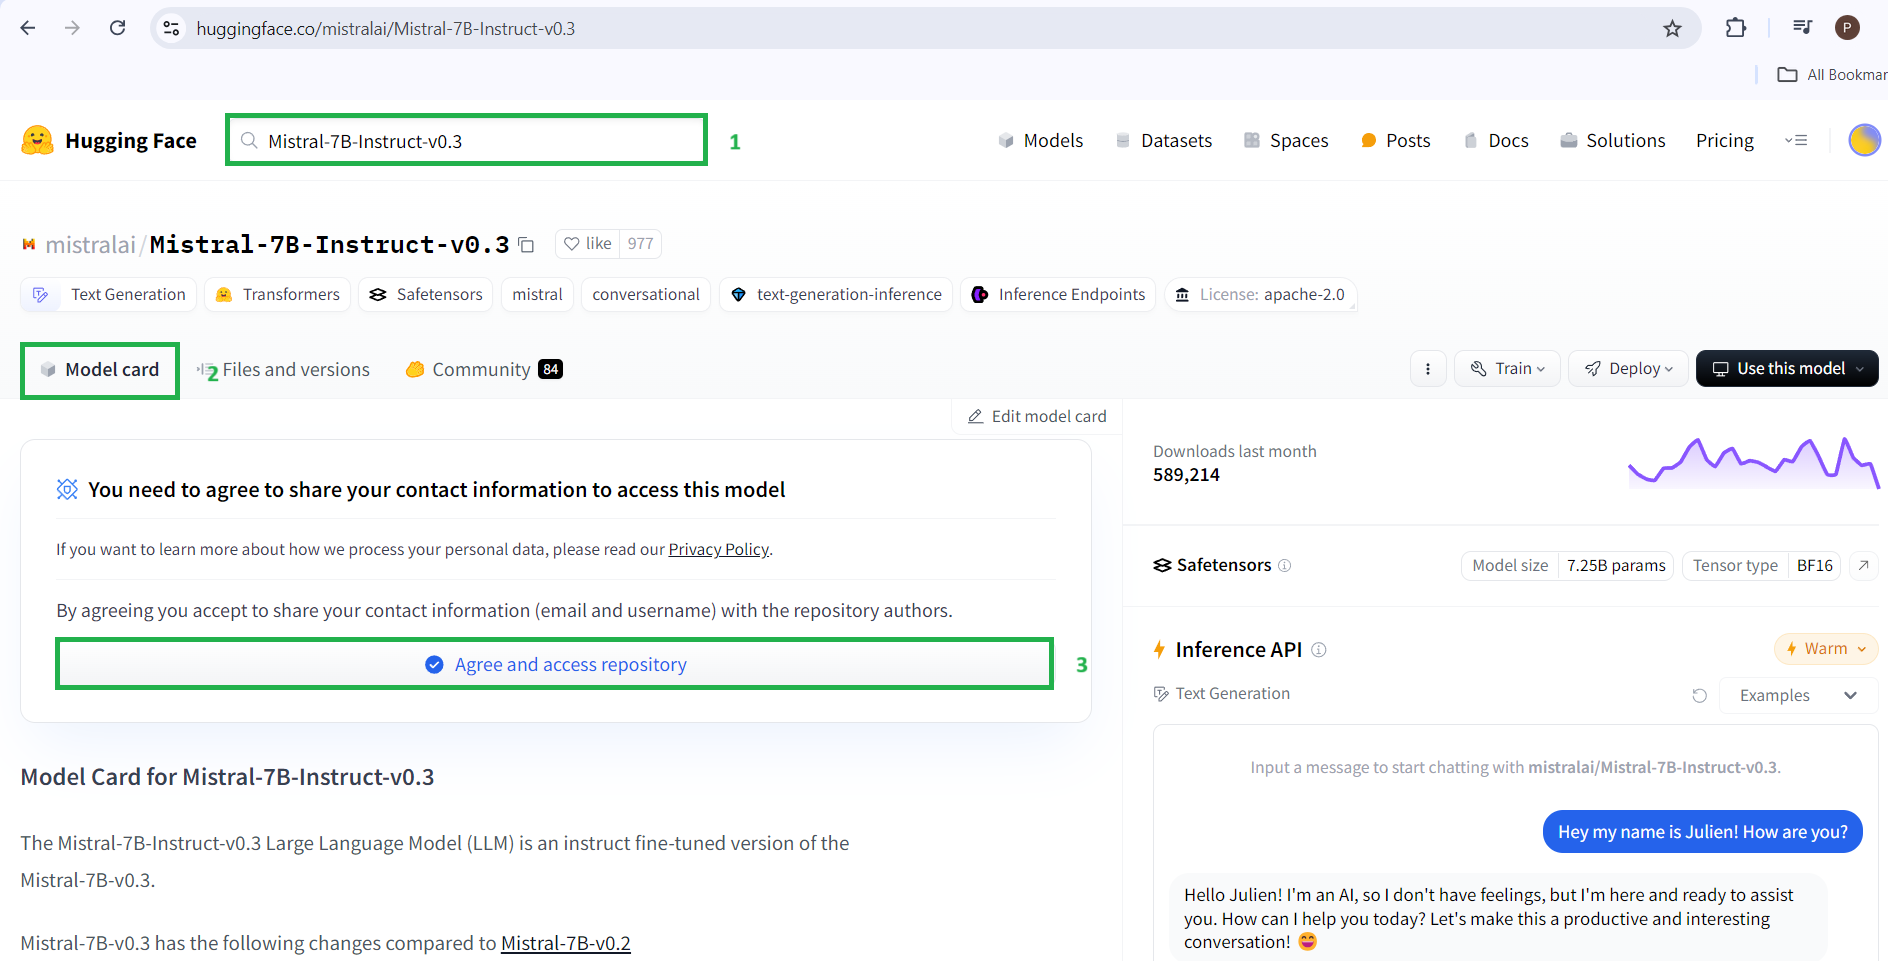 huggingface.co/mistralai/Mistral-7B-Instruct-v0.3
P
All Bookmar
Hugging Face
Mistral-7B-Instruct-v0.3
1
Models
Datasets
Spaces
Posts
Docs
Solutions
Pricing
mistralai/Mistral-7B-Instruct-v0.3
like 977
Text Generation
Transformers
Safetensors
mistral
conversational
text-generation-inference
Inference Endpoints
License: apache-2.0
Model card
2
Files and versions
Community 84
Train
Deploy
Use this model
Edit model card
You need to agree to share your contact information to access this model
If you want to learn more about how we process your personal data, please read our Privacy Policy.
By agreeing you accept to share your contact information (email and username) with the repository authors.
Agree and access repository
3
Model Card for Mistral-7B-Instruct-v0.3
The Mistral-7B-Instruct-v0.3 Large Language Model (LLM) is an instruct fine-tuned version of the
Mistral-7B-v0.3.
Mistral-7B-v0.3 has the following changes compared to Mistral-7B-v0.2
Downloads last month
589,214
Safetensors
Model size 7.25B params
Tensor type BF16
Inference API
Warm
Text Generation
Examples
Input a message to start chatting with mistralai/Mistral-7B-Instruct-v0.3.
Hey my name is Julien! How are you?
Hello Julien! I'm an AI, so I don't have feelings, but I'm here and ready to assist
you. How can I help you today? Let's make this a productive and interesting
conversation! 😄